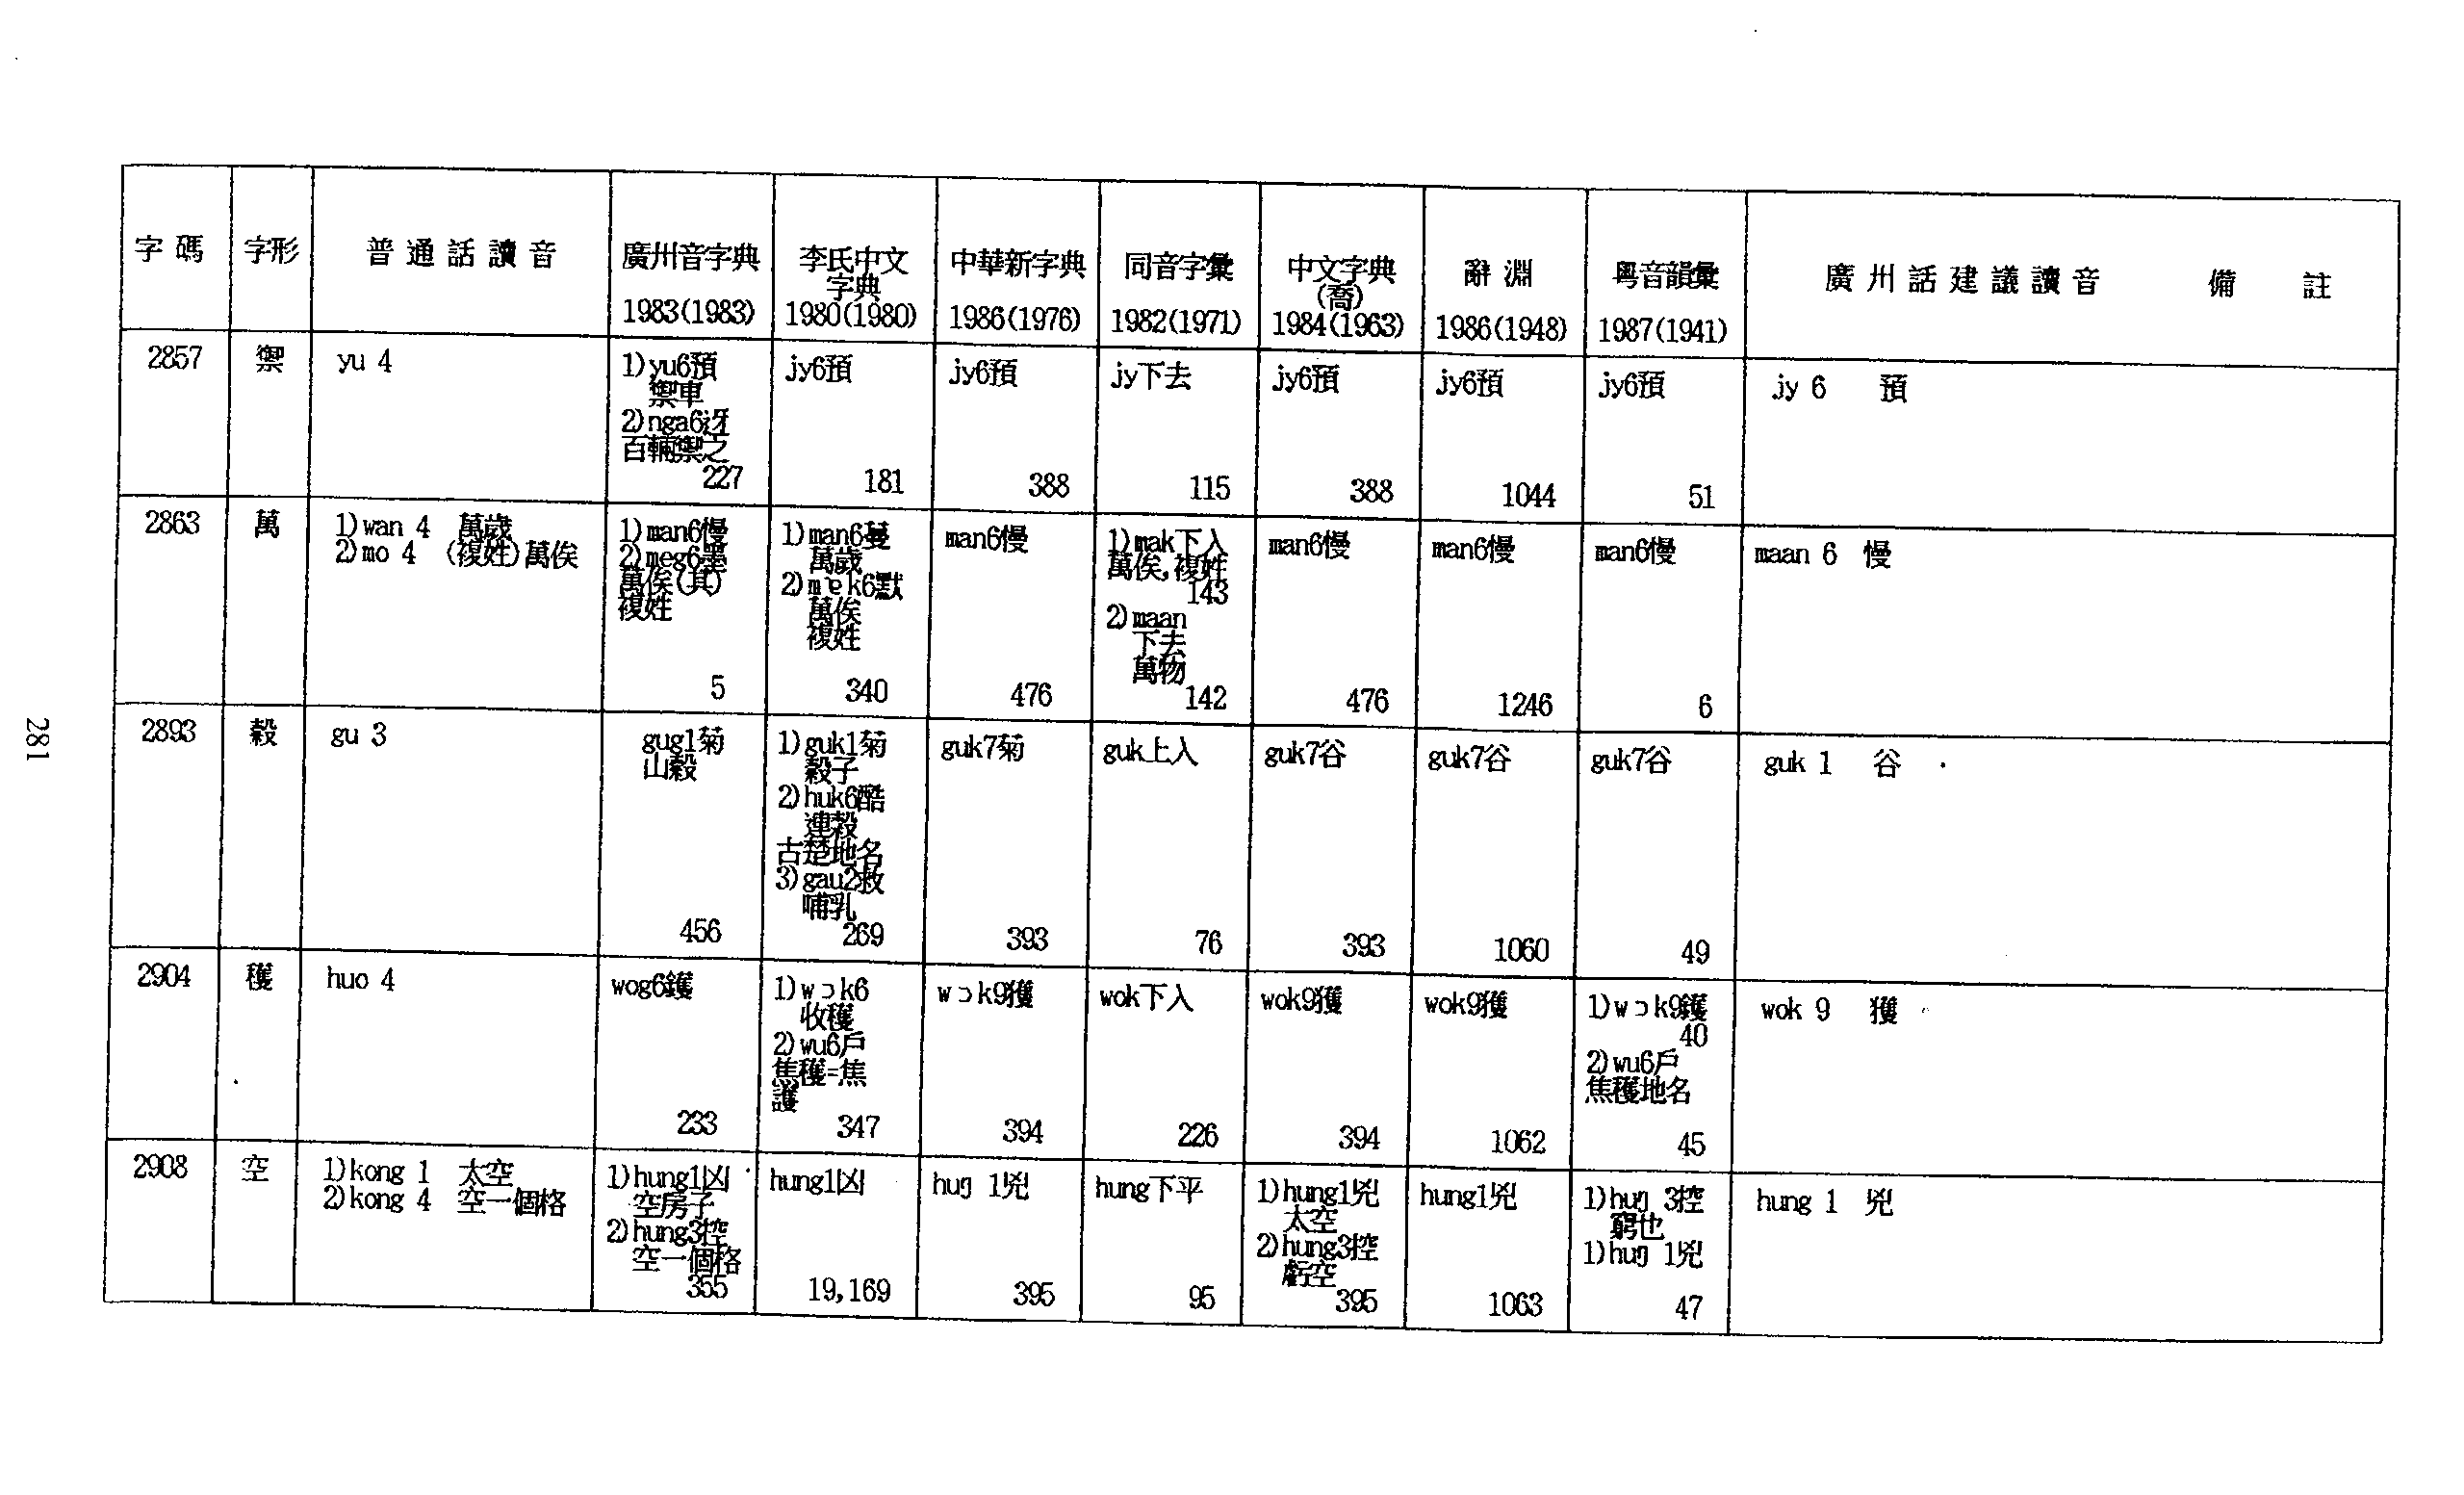 字碼 字形 普通話讀音 廣州音字典 1983(1983) 李氏中文字典 1980(1980) 中華新字典 1986(1976) 同音字彙 1982(1971) 中文字典(喬) 1984(1963) 辭淵 1986(1948) 粵音韻彙 1987(1941) 廣州話建議讀音 備註
2857
禦
yu 4
1)yu6預
禦車
2)nga6迓
百輛禦之
227
jy6預
181
jy6預
388
jy下去
115
jy6預
388
jy6預
1044
jy6預
51
jy 6 預
2863
萬
1)wan 4 萬歲
2)mo 4 (複姓)萬俟
1)man6慢
2)meg6墨
萬俟(其)
複姓
5
1)man6蔓
萬歲
2)mɐk6默
萬俟
複姓
340
man6慢
476
1)mak下入
萬俟,複姓
143
2)maan
下去
萬物
142
man6慢
476
man6慢
1246
man6慢
6
maan 6 慢
2893
穀
gu 3
gug1菊
山穀
456
1)guk1菊
穀子
2)huk6酷
連穀
古楚地名
3)gau2救
哺乳
269
guk7菊
393
guk上入
76
guk7谷
393
guk7谷
1060
guk7谷
49
guk 1 谷
2904
穫
huo 4
wog6鑊
233
1)wɔk6
收穫
2)wu6戶
焦穫=焦
護
347
wɔk9獲
394
wok下入
226
wok9獲
394
wok9獲
1062
1)wɔk9鑊
40
2)wu6戶
焦穫地名
45
wok 9 獲
2908
空
1)kong 1 太空
2)kong 4 空一個格
1)hung1凶
空房子
2)hung3控
空一個格
355
hung1凶
19,169
huŋ 1兇
395
hung下平
95
1)hung1兇
太空
2)hung3控
虧空
395
hung1兇
1063
1)huŋ 3控
窮也
1)huŋ 1兇
47
hung 1 兇
281